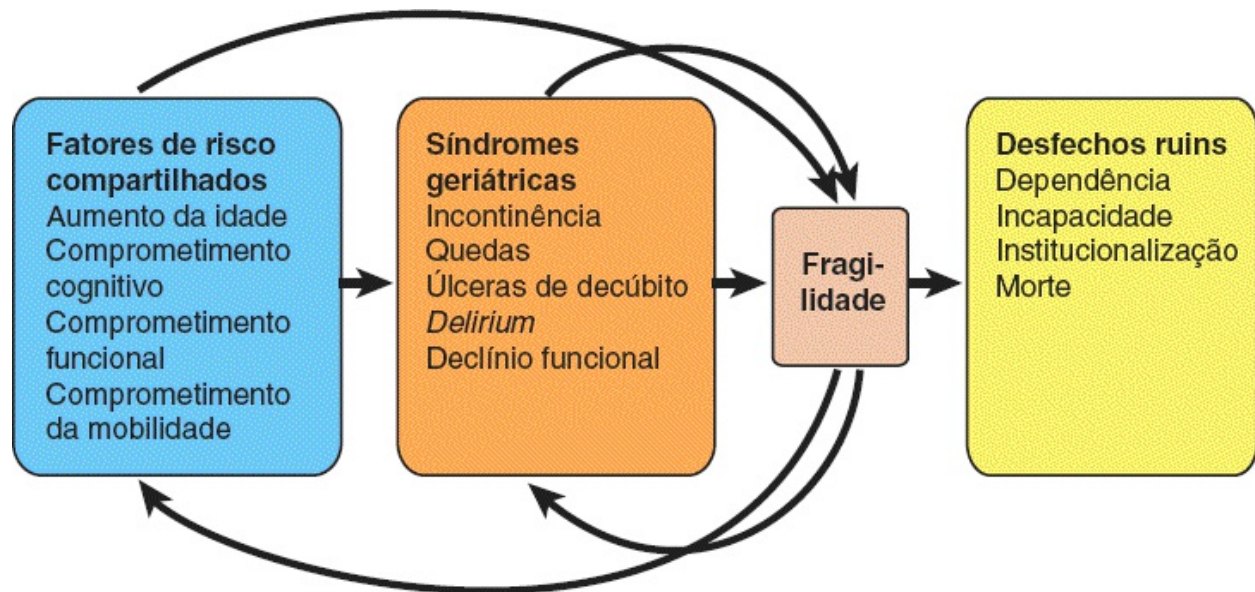 Fatores de risco
compartilhados
Aumento da idade
Comprometimento
cognitivo
Comprometimento
funcional
Comprometimento
da mobilidade
Síndromes
geriátricas
Incontinência
Quedas
Úlceras de decúbito
Delirium
Declínio funcional
Fragi-
lidade
Desfechos ruins
Dependência
Incapacidade
Institucionalização
Morte